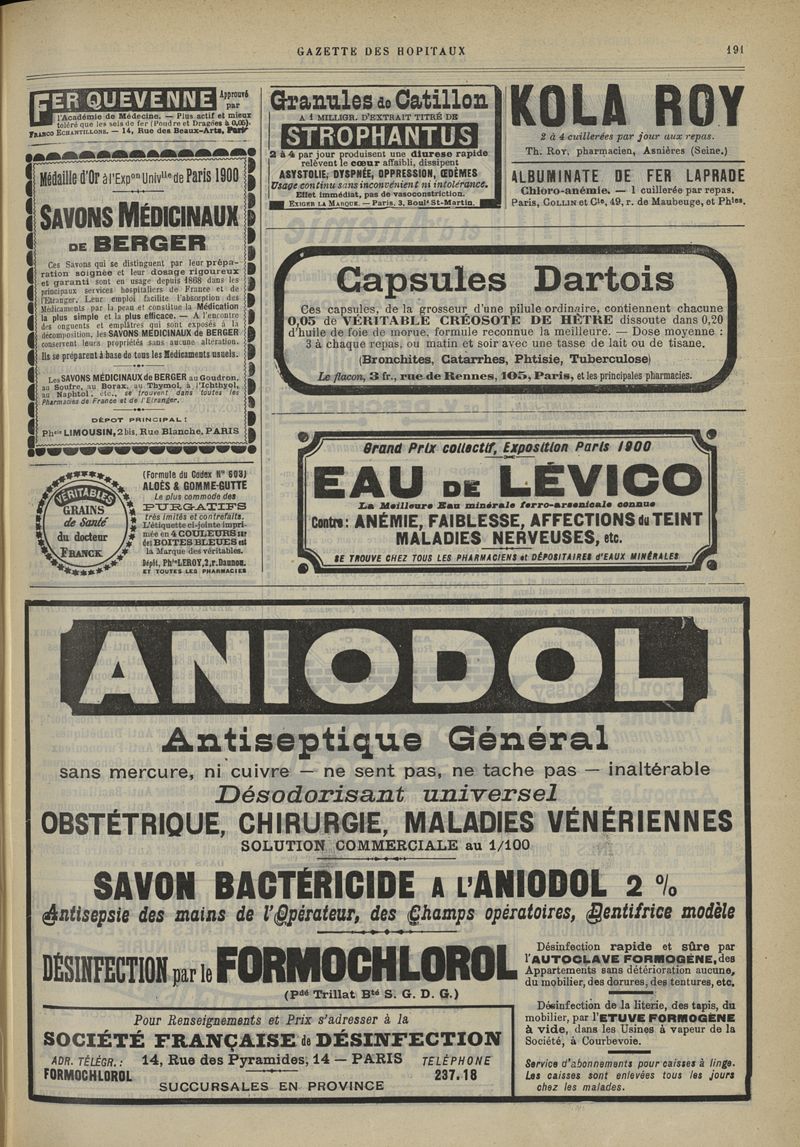 GAZETTE DES HOPITAUX 191
FER QUEVENNE Approuvé
par
l'Académie de Médecine. — Plus actif et mieux
toléré que les sels de fer (Poudre et Dragées à 0,05).
FRANCO ECHANTILLONS. — 14, Rue des Beaux-Arts, Paris
Médaille d'Or à l'Expon Univlle de Paris 1900
SAVONS MÉDICINAUX
DE BERGER
Ces Savons qui se distinguent par leur prépa-
ration soignée et leur dosage rigoureux
et garanti sont en usage depuis 1868 dans les
principaux services hospitaliers de France et de
l'Etranger. Leur emploi facilite l'absorption des
Médicaments par la peau et constitue la Médication
la plus simple et la plus efficace. — A l'encontre
des onguents et emplâtres qui sont exposés à la
décomposition, les SAVONS MÉDICINAUX de BERGER
conservent leurs propriétés sans aucune altération.
Ils se préparent à base de tous les Médicaments usuels.
Les SAVONS MÉDICINAUX de BERGER au Goudron,
au Soufre, au Borax, au Thymol, à l'Ichthyol,
au Naphtol, etc., se trouvent dans toutes les
Pharmacies de France et de l'Etranger.
DÉPOT PRINCIPAL :
Phcie LIMOUSIN, 2bis, Rue Blanche, PARIS
VÉRITABLES
GRAINS
de Santé
du docteur
FRANCK
(Formule du Codex N° 603)
ALOÈS & GOMME-GUTTE
Le plus commode des
PURGATIFS
très imités et contrefaits.
L'étiquette ci-jointe impri-
mée en 4 COULEURS sur
des BOITES BLEUES est
la Marque des véritables.
Dépôt, Phie LEROY, 2, r. Daunou.
ET TOUTES LES PHARMACIES
Granules de Catillon
A 1 MILLIGR. D'EXTRAIT TITRÉ DE
STROPHANTUS
2 à 4 par jour produisent une diurese rapide
relèvent le cœur affaibli, dissipent
ASYSTOLIE, DYSPNÉE, OPPRESSION, ŒDÈMES
Usage continu sans inconvénient ni intolérance.
Effet immédiat, pas de vasoconstriction.
EXIGER LA MARQUE. — Paris, 3, Boult St-Martin.
KOLA ROY
2 à 4 cuillerées par jour aux repas.
TH. ROY, pharmacien, Asnières (Seine.)
ALBUMINATE DE FER LAPRADE
Chloro-anémie. — 1 cuillerée par repas.
Paris, COLLIN et Cie, 49, r. de Maubeuge, et Phies.
Capsules Dartois
Ces capsules, de la grosseur d'une pilule ordinaire, contiennent chacune
0,05 de VÉRITABLE CRÉOSOTE DE HÊTRE dissoute dans 0,20
d'huile de foie de morue, formule reconnue la meilleure. — Dose moyenne :
3 à chaque repas, ou matin et soir avec une tasse de lait ou de tisane.
(Bronchites, Catarrhes, Phtisie, Tuberculose)
Le flacon, 3 fr., rue de Rennes, 105, Paris, et les principales pharmacies.
Grand Prix collectif, Exposition Paris 1900
EAU DE LÉVICO
La Meilleure Eau minérale ferro-arsenicale connue
Contre : ANÉMIE, FAIBLESSE, AFFECTIONS du TEINT
MALADIES NERVEUSES, etc.
SE TROUVE CHEZ TOUS LES PHARMACIENS et DÉPOSITAIRES d'EAUX MINÉRALES
ANIODOL
Antiseptique Général
sans mercure, ni cuivre — ne sent pas, ne tache pas — inaltérable
Désodorisant universel
OBSTÉTRIQUE, CHIRURGIE, MALADIES VÉNÉRIENNES
SOLUTION COMMERCIALE au 1/100
SAVON BACTÉRICIDE A L'ANIODOL 2 %
Antisepsie des mains de l'Opérateur, des Champs opératoires, Dentifrice modèle
DÉSINFECTION par le FORMOCHLOROL
(Pdé Trillat Bté S. G. D. G.)
Désinfection rapide et sûre par
l'AUTOCLAVE FORMOGÈNE, des
Appartements sans détérioration aucune,
du mobilier, des dorures, des tentures, etc.
Désinfection de la literie, des tapis, du
mobilier, par l'ETUVE FORMOGÈNE
à vide, dans les Usines à vapeur de la
Société, à Courbevoie.
Service d'abonnements pour caisses à linge.
Les caisses sont enlevées tous les jours
chez les malades.
Pour Renseignements et Prix s'adresser à la
SOCIÉTÉ FRANÇAISE de DÉSINFECTION
ADR. TÉLÉGR. : 14, Rue des Pyramides, 14 — PARIS TELÉPHONE
FORMOCHLOROL 237.18
SUCCURSALES EN PROVINCE